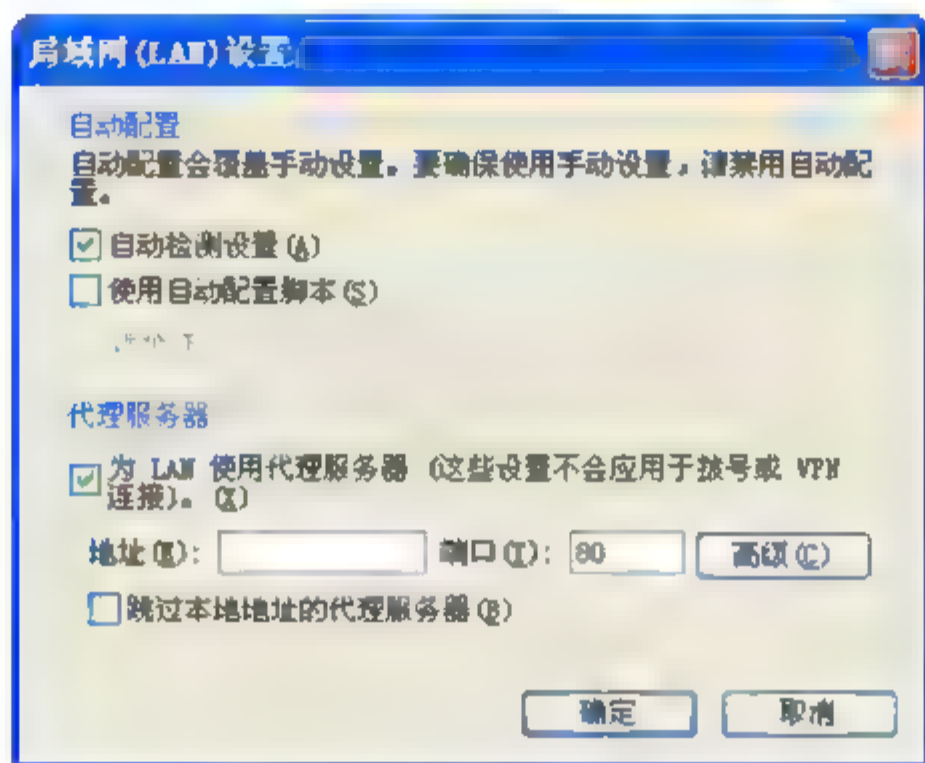 局域网(LAN)设置
自动配置
自动配置会覆盖手动设置。要确保使用手动设置，请禁用自动配
置。
自动检测设置(A)
使用自动配置脚本(S)
代理服务器
为 LAN 使用代理服务器 (这些设置不会应用于拨号或 VPN
连接)。(X)
地址(E): 端口(T): 80 高级(C)
跳过本地地址的代理服务器(B)
确定 取消